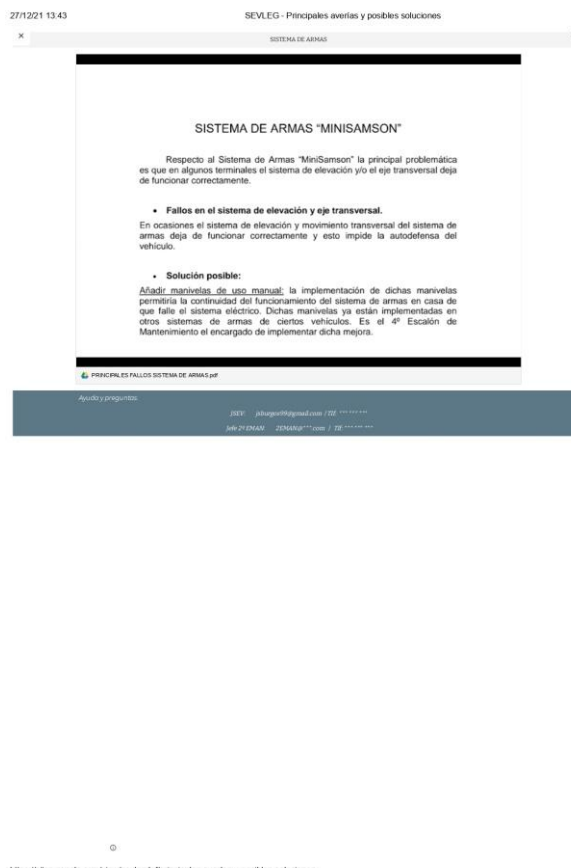 27/12/21 13:43
SEVLEG - Principales averías y posibles soluciones
×
SISTEMA DE ARMAS
SISTEMA DE ARMAS “MINISAMSON”
Respecto al Sistema de Armas “MiniSamson” la principal problemática
es que en algunos terminales el sistema de elevación y/o el eje transversal deja
de funcionar correctamente.
• Fallos en el sistema de elevación y eje transversal.
En ocasiones el sistema de elevación y movimiento transversal del sistema de
armas deja de funcionar correctamente y esto impide la autodefensa del
vehículo.
• Solución posible:
Añadir manivelas de uso manual: la implementación de dichas manivelas
permitiría la continuidad del funcionamiento del sistema de armas en casa de
que falle el sistema eléctrico. Dichas manivelas ya están implementadas en
otros sistemas de armas de ciertos vehículos. Es el 4º Escalón de
Mantenimiento el encargado de implementar dicha mejora.
PRINCIPALES FALLOS SISTEMA DE ARMAS.pdf
Ayuda y preguntas:
Jefe 2º EMAN: 2EMAN@***.com / Tlf: *** *** ***